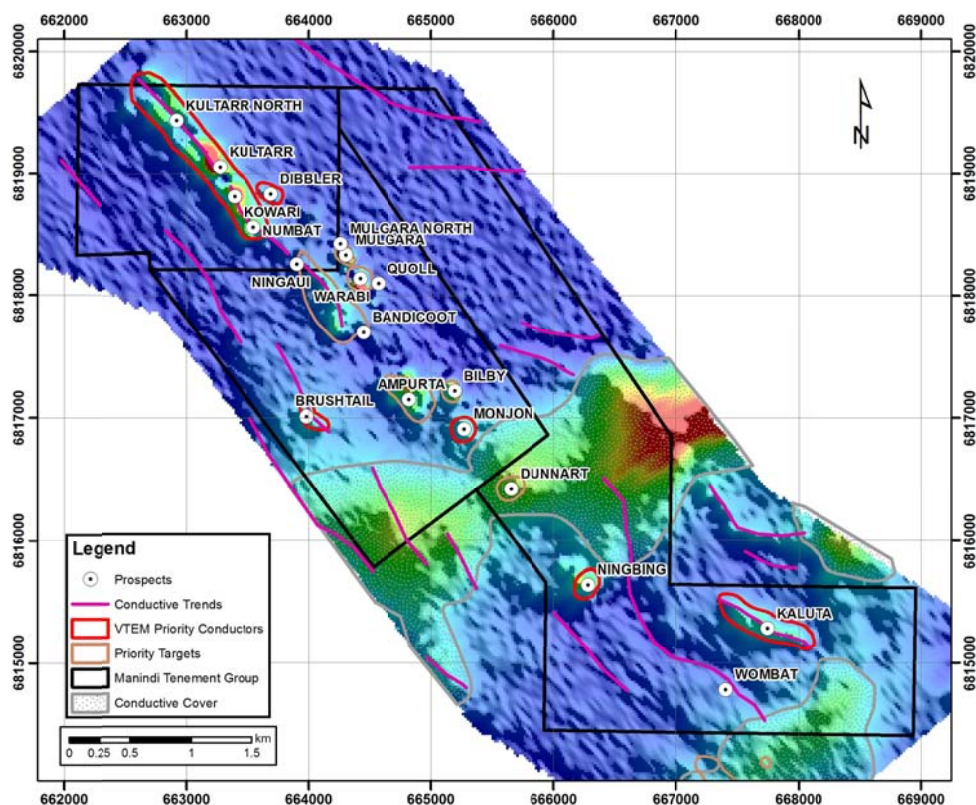 662000 663000 664000 665000 666000 667000 668000 669000
6820000 6820000
KULTARR NORTH
N
6819000 KULTARR 6819000
DIBBLER
KOWARI
NUMBAT MULGARA NORTH
MULGARA
NINGAUI QUOLL
6818000 WARABI 6818000
BANDICOOT
AMPURTA BILBY
6817000 BRUSHTAIL MONJON 6817000
DUNNART
6816000 6816000
Legend
Prospects
Conductive Trends
VTEM Priority Conductors
Priority Targets
Manindi Tenement Group
Conductive Cover
NINGBING
KALUTA
6815000 WOMBAT 6815000
km
0 0.25 0.5 1 1.5
662000 663000 664000 665000 666000 667000 668000 669000